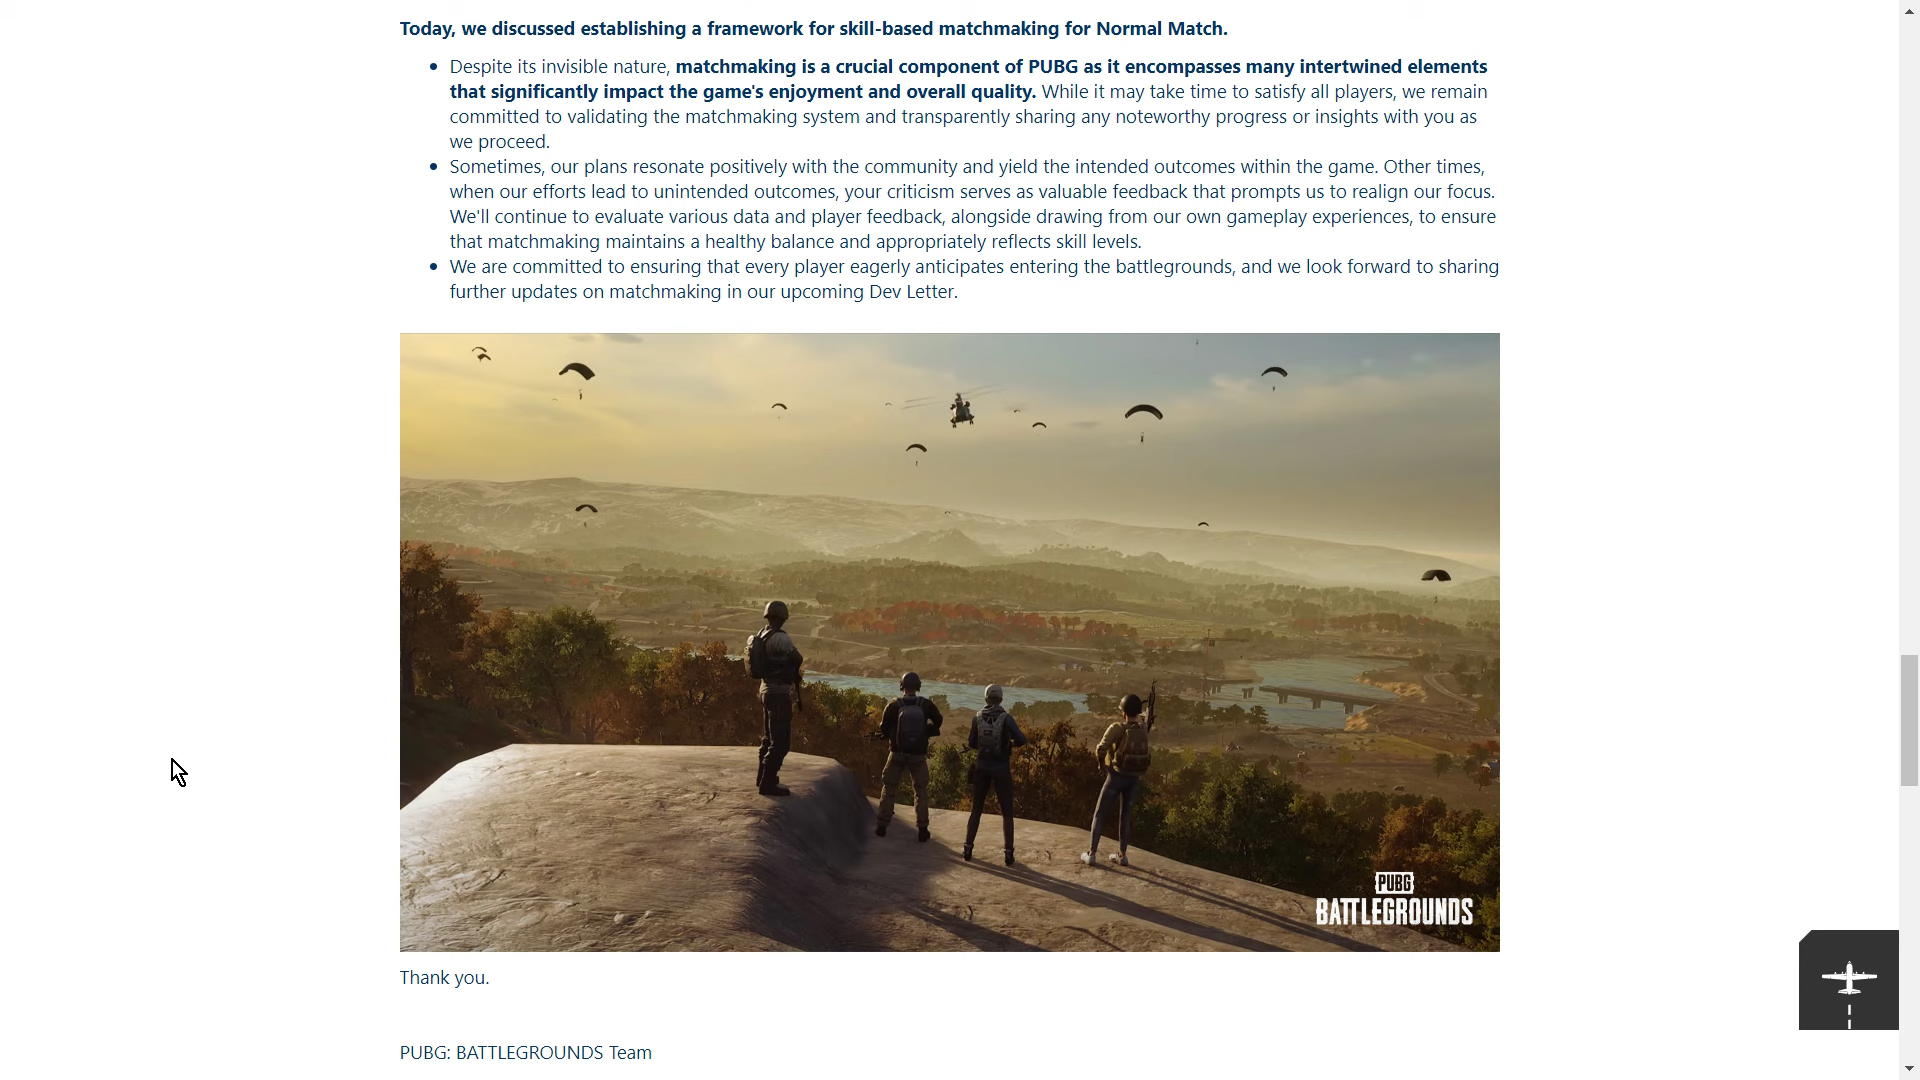 Today, we discussed establishing a framework for skill-based matchmaking for Normal Match.
Despite its invisible nature, matchmaking is a crucial component of PUBG as it encompasses many intertwined elements
that significantly impact the game's enjoyment and overall quality. While it may take time to satisfy all players, we remain
committed to validating the matchmaking system and transparently sharing any noteworthy progress or insights with you as
we proceed.
Sometimes, our plans resonate positively with the community and yield the intended outcomes within the game. Other times,
when our efforts lead to unintended outcomes, your criticism serves as valuable feedback that prompts us to realign our focus.
We'll continue to evaluate various data and player feedback, alongside drawing from our own gameplay experiences, to ensure
that matchmaking maintains a healthy balance and appropriately reflects skill levels.
We are committed to ensuring that every player eagerly anticipates entering the battlegrounds, and we look forward to sharing
further updates on matchmaking in our upcoming Dev Letter.
PUBG
BATTLEGROUNDS
Thank you.
PUBG: BATTLEGROUNDS Team